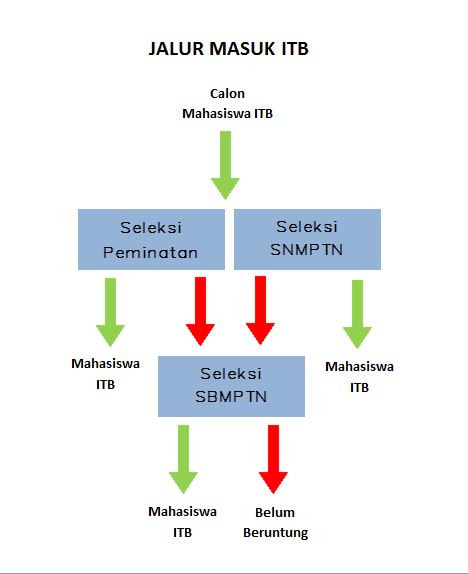 JALUR MASUK ITB
Calon
Mahasiswa ITB
Seleksi
Peminatan
Seleksi
SNMPTN
Mahasiswa
ITB
Mahasiswa
ITB
Seleksi
SBMPTN
Mahasiswa
ITB
Belum
Beruntung